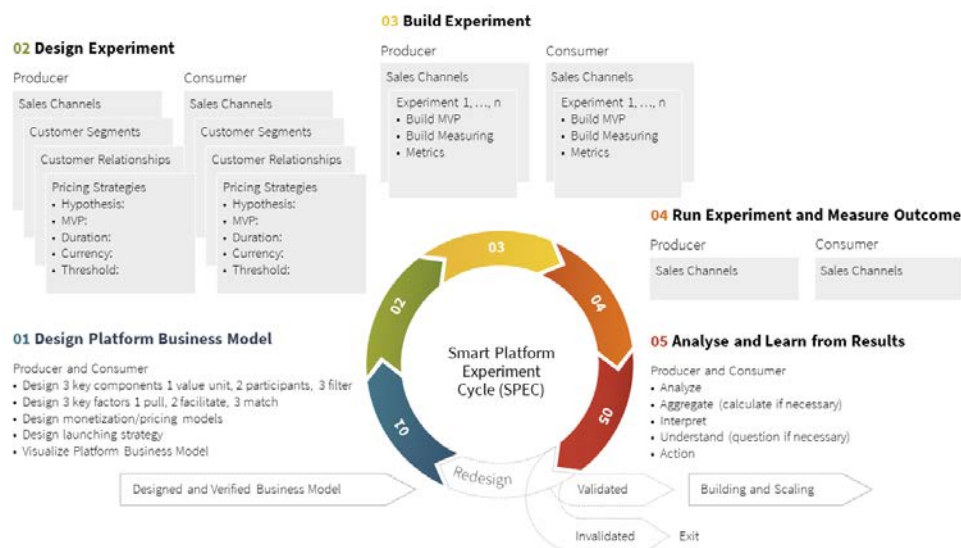 03 Build Experiment
Producer
Consumer
Sales Channels
Sales Channels
Experiment 1, ..., n
• Build MVP
• Build Measuring
• Metrics
Experiment 1, ..., n
• Build MVP
• Build Measuring
• Metrics
02 Design Experiment
Producer
Consumer
Sales Channels
Customer Segments
Customer Relationships
Pricing Strategies
• Hypothesis:
• MVP:
• Duration:
• Currency:
• Threshold:
Sales Channels
Customer Segments
Customer Relationships
Pricing Strategies
• Hypothesis:
• MVP:
• Duration:
• Currency:
• Threshold:
04 Run Experiment and Measure Outcome
Producer
Consumer
Sales Channels
Sales Channels
01 Design Platform Business Model
Producer and Consumer
• Design 3 key components 1 value unit, 2 participants, 3 filter
• Design 3 key factors 1 pull, 2 facilitate, 3 match
• Design monetization/pricing models
• Design launching strategy
• Visualize Platform Business Model
03
02
04
01
05
Smart Platform
Experiment
Cycle (SPEC)
Redesign
05 Analyse and Learn from Results
Producer and Consumer
• Analyze
• Aggregate (calculate if necessary)
• Interpret
• Understand (question if necessary)
• Action
Designed and Verified Business Model
Validated
Building and Scaling
Invalidated
Exit